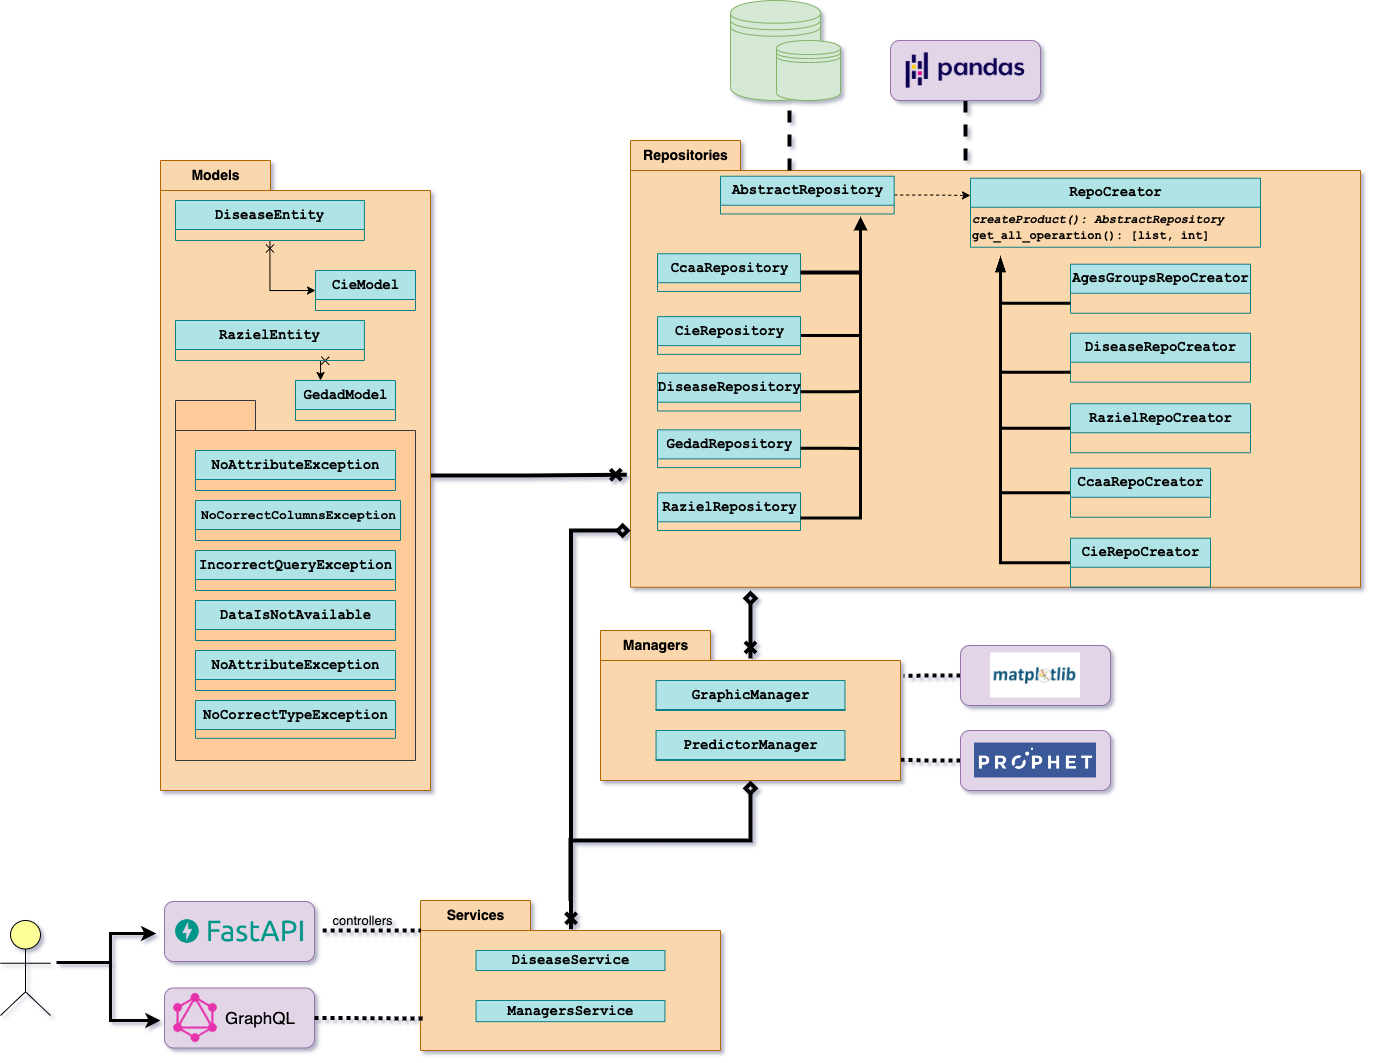 pandas
Repositories
AbstractRepository
RepoCreator
createProduct(): AbstractRepository
get_all_operartion(): [list, int]
CcaaRepository
CieRepository
DiseaseRepository
GedadRepository
RazielRepository
AgesGroupsRepoCreator
DiseaseRepoCreator
RazielRepoCreator
CcaaRepoCreator
CieRepoCreator
Models
DiseaseEntity
CieModel
RazielEntity
GedadModel
NoAttributeException
NoCorrectColumnsException
IncorrectQueryException
DataIsNotAvailable
NoAttributeException
NoCorrectTypeException
Managers
GraphicManager
PredictorManager
matplotlib
PROPHET
FastAPI
controllers
GraphQL
Services
DiseaseService
ManagersService